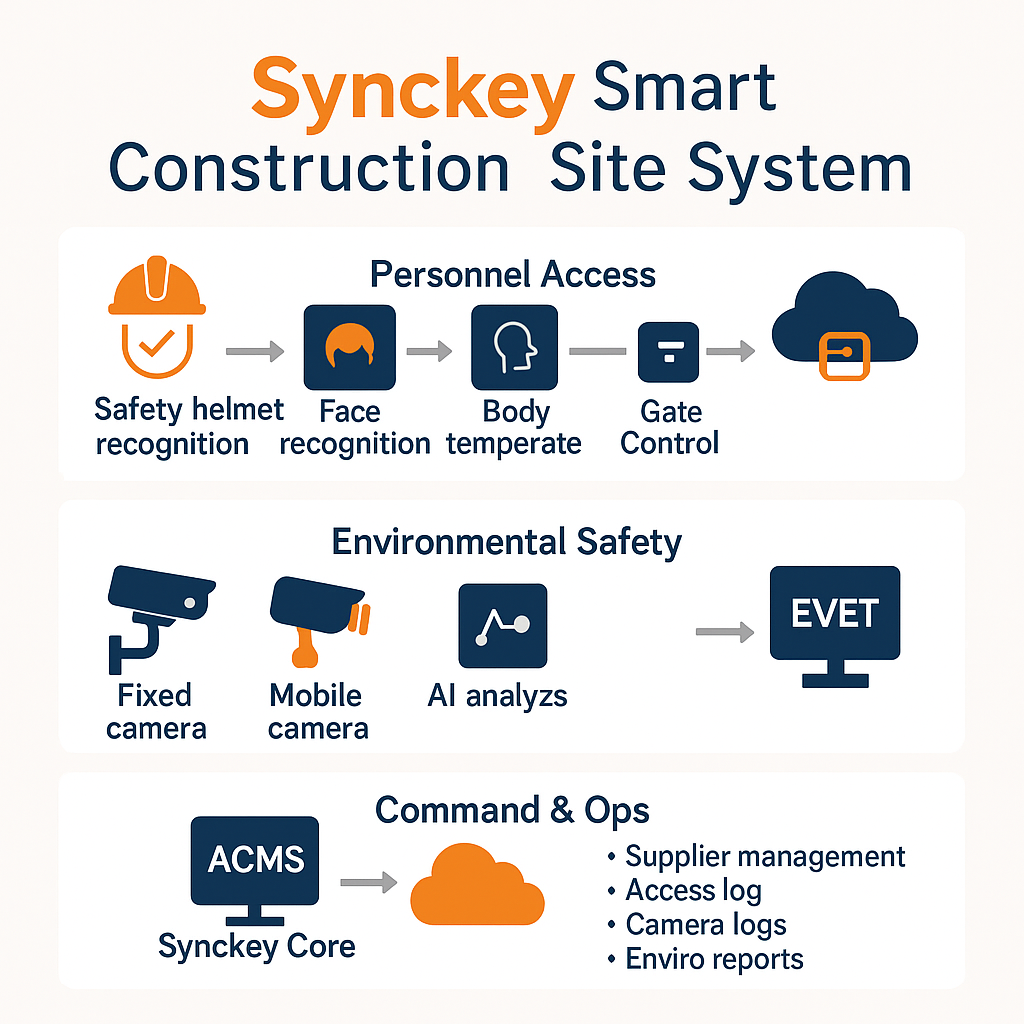 Synckey Smart
Construction Site System
Personnel Access
Safety helmet
recognition
Face
recognition
Body
temperate
Gate
Control
Environmental Safety
Fixed
camera
Mobile
camera
AI analyzs
EVET
Command & Ops
ACMS
Synckey Core
• Supplier management
• Access log
• Camera logs
• Enviro reports